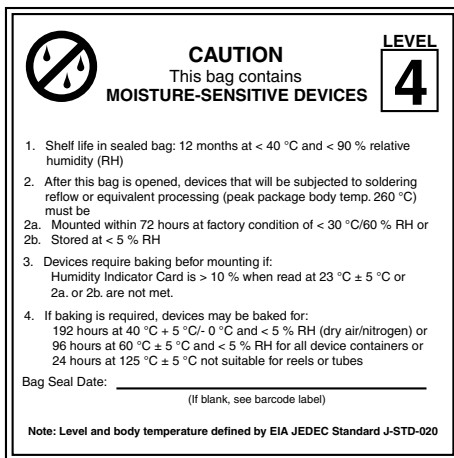 CAUTION
This bag contains
MOISTURE-SENSITIVE DEVICES
LEVEL
4
1. Shelf life in sealed bag: 12 months at < 40 °C and < 90 % relative
humidity (RH)
2. After this bag is opened, devices that will be subjected to soldering
reflow or equivalent processing (peak package body temp. 260 °C)
must be
2a. Mounted within 72 hours at factory condition of < 30 °C/60 % RH or
2b. Stored at < 5 % RH
3. Devices require baking befor mounting if:
Humidity Indicator Card is > 10 % when read at 23 °C ± 5 °C or
2a. or 2b. are not met.
4. If baking is required, devices may be baked for:
192 hours at 40 °C + 5 °C/- 0 °C and < 5 % RH (dry air/nitrogen) or
96 hours at 60 °C ± 5 °C and < 5 % RH for all device containers or
24 hours at 125 °C ± 5 °C not suitable for reels or tubes
Bag Seal Date:
(If blank, see barcode label)
Note: Level and body temperature defined by EIA JEDEC Standard J-STD-020